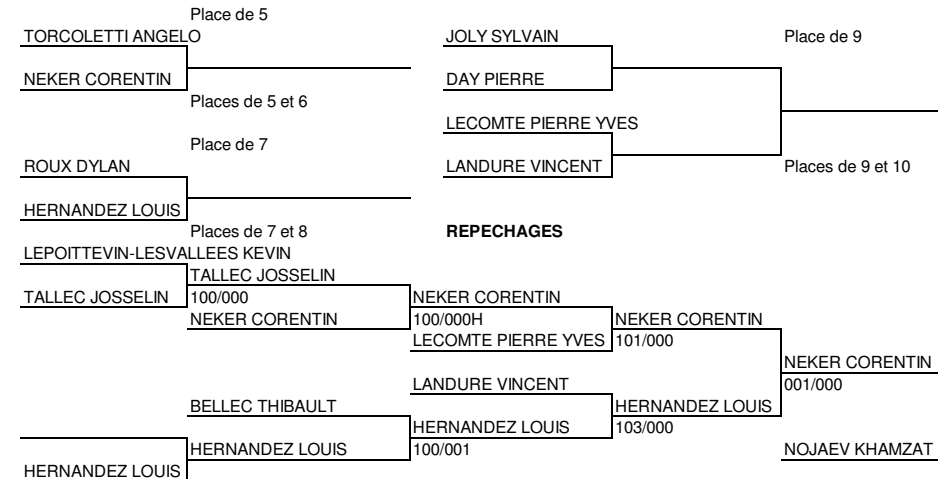 Place de 5
TORCOLETTI ANGELO
NEKER CORENTIN
Places de 5 et 6
Place de 7
ROUX DYLAN
HERNANDEZ LOUIS
Places de 7 et 8
JOLY SYLVAIN
DAY PIERRE
LECOMTE PIERRE YVES
LANDURE VINCENT
Place de 9
Places de 9 et 10
REPECHAGES
LEPOITTEVIN-LESVALLEES KEVIN
TALLEC JOSSELIN
TALLEC JOSSELIN
100/000
NEKER CORENTIN
NEKER CORENTIN
100/000H
LECOMTE PIERRE YVES
NEKER CORENTIN
101/000
LANDURE VINCENT
BELLEC THIBAULT
HERNANDEZ LOUIS
HERNANDEZ LOUIS
HERNANDEZ LOUIS
100/001
HERNANDEZ LOUIS
103/000
NEKER CORENTIN
001/000
NOJAEV KHAMZAT